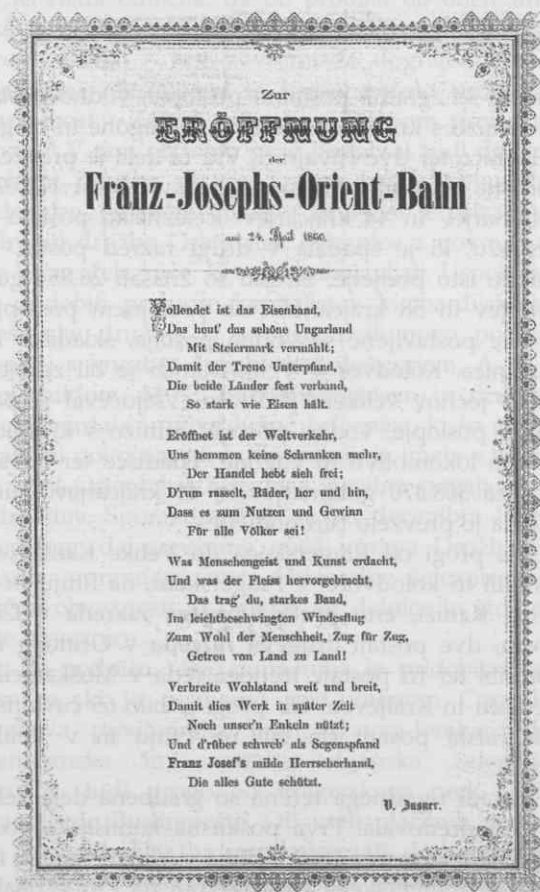 Zur
ERÖFFNUNG
der
Franz-Josephs-Orient-Bahn
am 24. April 1860.
Vollendet ist das Eisenband,
Das heut' das schöne Ungarland
Mit Steiermark vermählt;
Damit der Treue Unterpfand,
Die beide Länder fest verband,
So stark wie Eisen hält.
Eröffnet ist der Weltverkehr,
Uns hemmen keine Schranken mehr,
Der Handel hebt sich frei;
D'rum rasselt, Räder, her und hin,
Dass es zum Nutzen und Gewinn
Für alle Völker sei!
Was Menschengeist und Kunst erdacht,
Und was der Fleiss hervorgebracht,
Das trag' du, starkes Band,
Im leichtbeschwingten Windesflug
Zum Wohl der Menschheit, Zug für Zug,
Getreu von Land zu Land!
Verbreite Wohlstand weit und breit,
Damit dies Werk in später Zeit
Noch unser'n Enkeln nützt;
Und d'rüber schweb' als Segenspfand
Franz Josef's milde Herrscherhand,
Die alles Gute schützt.